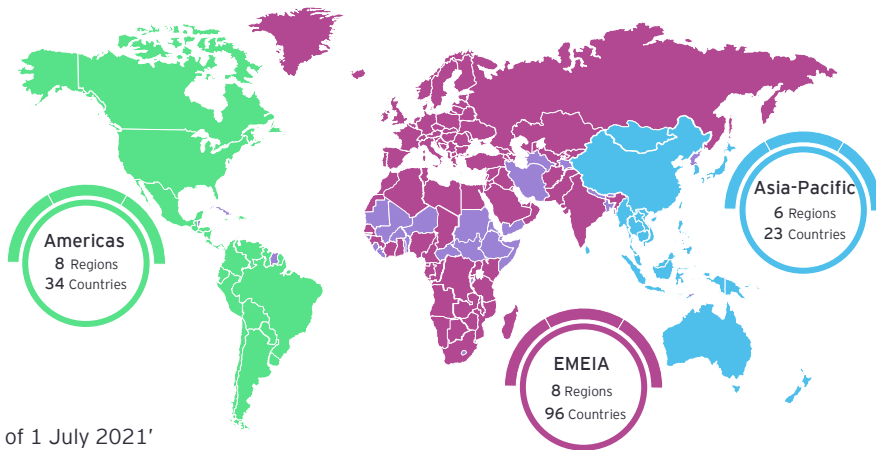 Americas
8 Regions
34 Countries
Asia-Pacific
6 Regions
23 Countries
EMEIA
8 Regions
96 Countries
of 1 July 2021’